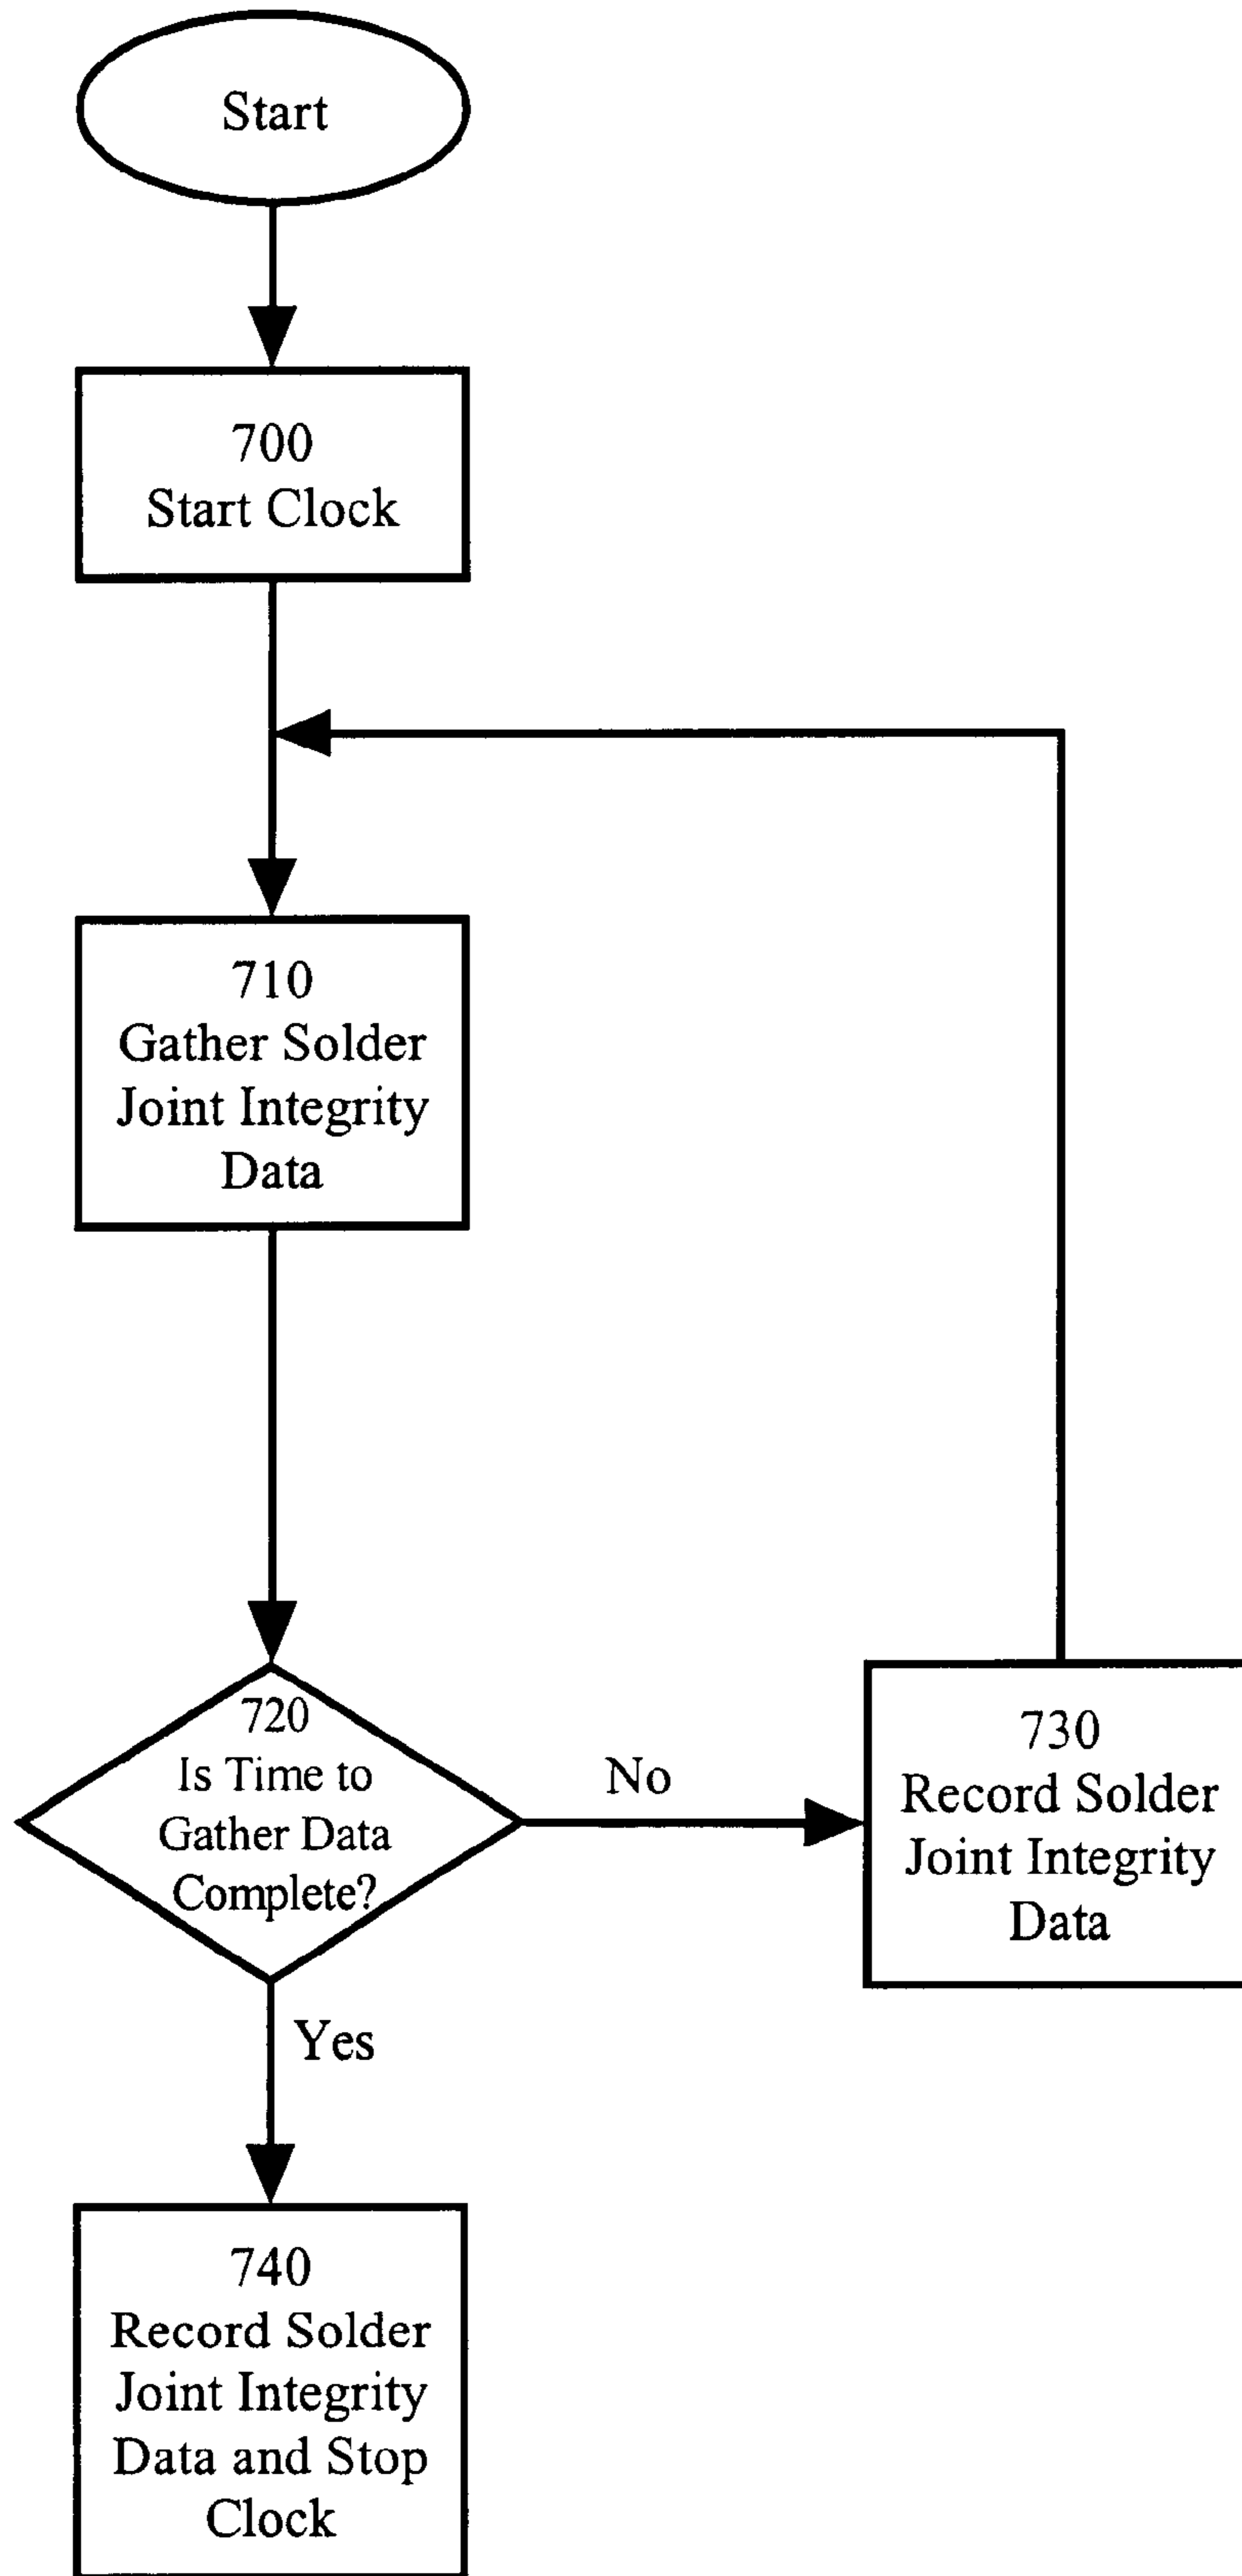 Start
700
Start Clock
710
Gather Solder
Joint Integrity
Data
720
Is Time to
Gather Data
Complete?
No
730
Record Solder
Joint Integrity
Data
Yes
740
Record Solder
Joint Integrity
Data and Stop
Clock